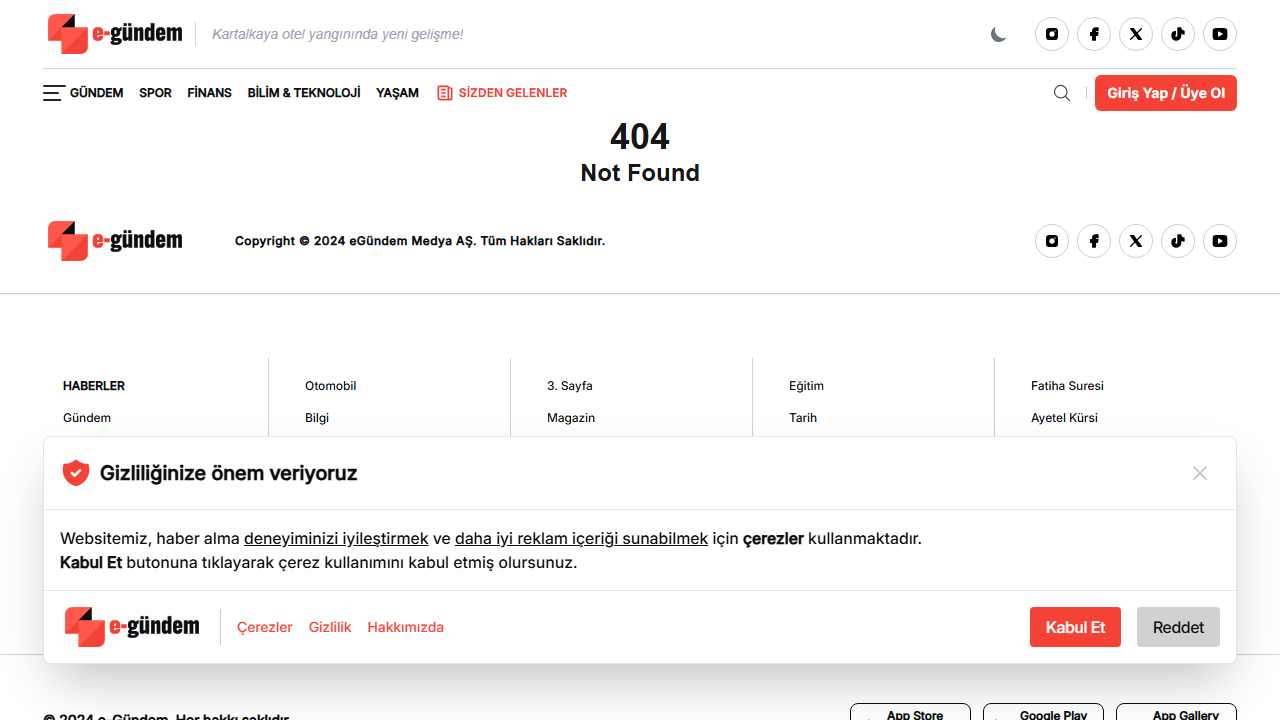 e-gündem
Kartalkaya otel yangınında yeni gelişme!
GÜNDEM SPOR FİNANS BİLİM & TEKNOLOJİ YAŞAM SİZDEN GELENLER
Giriş Yap / Üye Ol
404
Not Found
e-gündem
Copyright © 2024 eGündem Medya AŞ. Tüm Hakları Saklıdır.
HABERLER Otomobil 3. Sayfa Eğitim Fatiha Suresi
Gündem Bilgi Magazin Tarih Ayetel Kürsi
Gizliliğinize önem veriyoruz
Websitemiz, haber alma deneyiminizi iyileştirmek ve daha iyi reklam içeriği sunabilmek için çerezler kullanmaktadır.
Kabul Et butonuna tıklayarak çerez kullanımını kabul etmiş olursunuz.
e-gündem
Çerezler Gizlilik Hakkımızda
Kabul Et Reddet
© 2024 e-Gündem. Her hakkı saklıdır.
App Store Google Play App Gallery